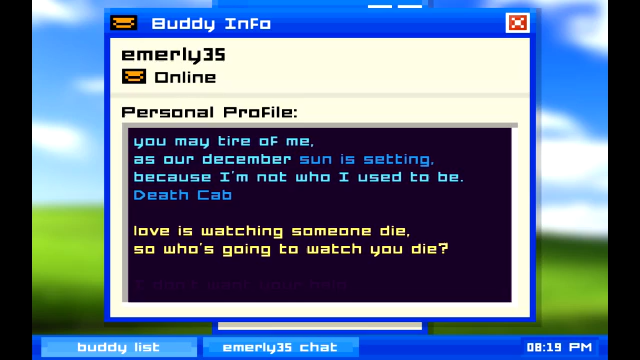 Buddy Info
emerly35
Online
Personal Profile:
you may tire of me,
as our december sun is setting,
because I'm not who I used to be.
Death Cab
love is watching someone die,
so who's going to watch you die?
buddy list
emerly35 chat
08:19 PM